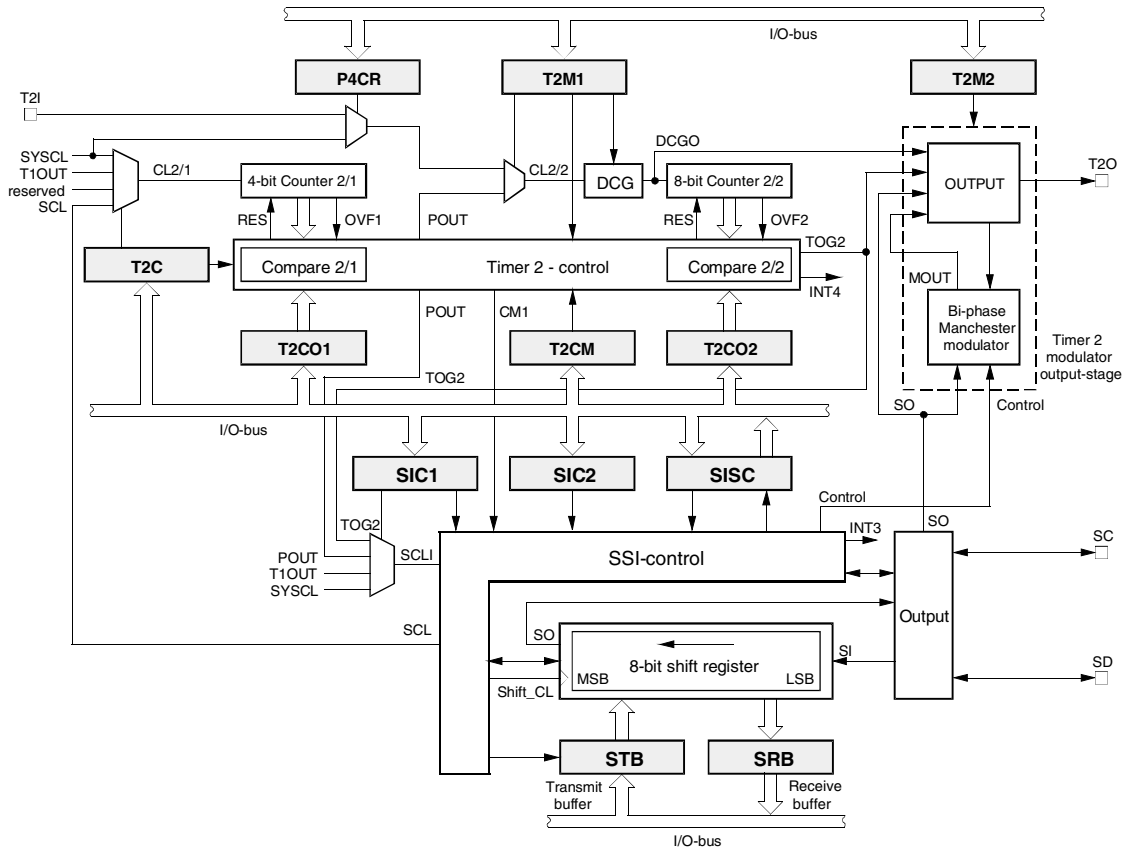 I/O-bus
P4CR
T2M1
T2M2
T2I
DCGO
SYSCL
T1OUT
reserved
SCL
CL2/1
4-bit Counter 2/1
CL2/2
DCG
8-bit Counter 2/2
OUTPUT
T2O
RES
OVF1
POUT
RES
OVF2
TOG2
T2C
Compare 2/1
Timer 2 - control
Compare 2/2
INT4
MOUT
POUT
CM1
Bi-phase
Manchester
modulator
T2CO1
T2CM
T2CO2
Timer 2
modulator
output-stage
TOG2
SO
Control
I/O-bus
SIC1
SIC2
SISC
Control
TOG2
INT3
SO
SC
POUT
T1OUT
SYSCL
SCLI
SSI-control
Output
SCL
SO
SI
8-bit shift register
MSB
LSB
SD
Shift_CL
STB
SRB
Transmit
buffer
Receive
buffer
I/O-bus